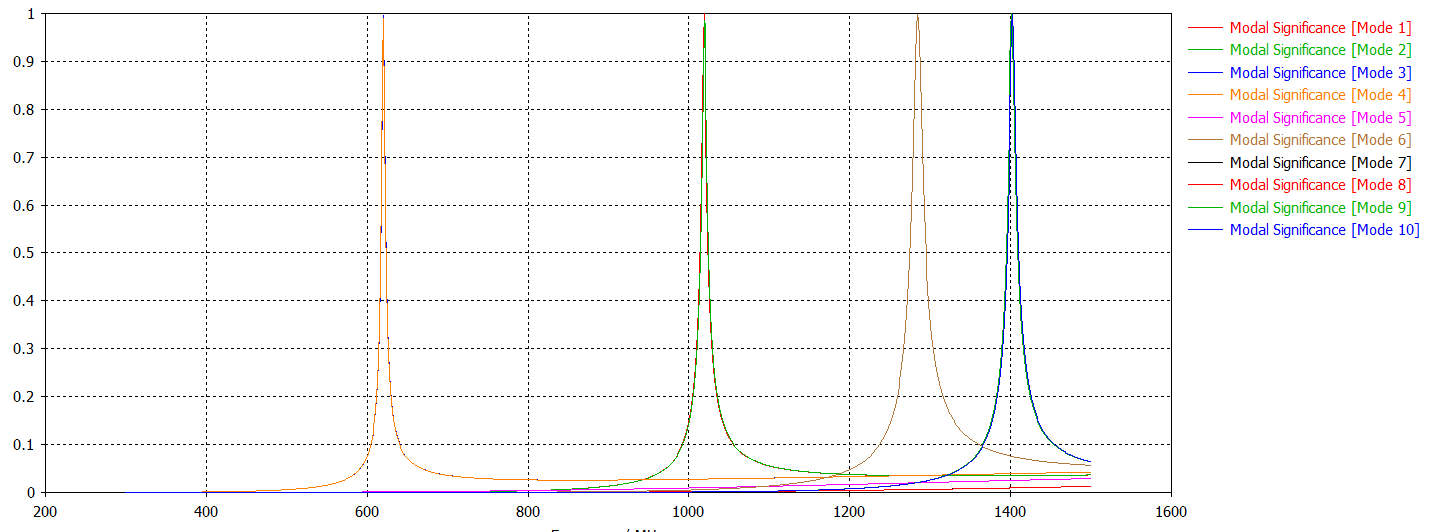 1
0.9
0.8
0.7
0.6
0.5
0.4
0.3
0.2
0.1
0
200
400
600
800
1000
1200
1400
1600
Modal Significance [Mode 1]
Modal Significance [Mode 2]
Modal Significance [Mode 3]
Modal Significance [Mode 4]
Modal Significance [Mode 5]
Modal Significance [Mode 6]
Modal Significance [Mode 7]
Modal Significance [Mode 8]
Modal Significance [Mode 9]
Modal Significance [Mode 10]